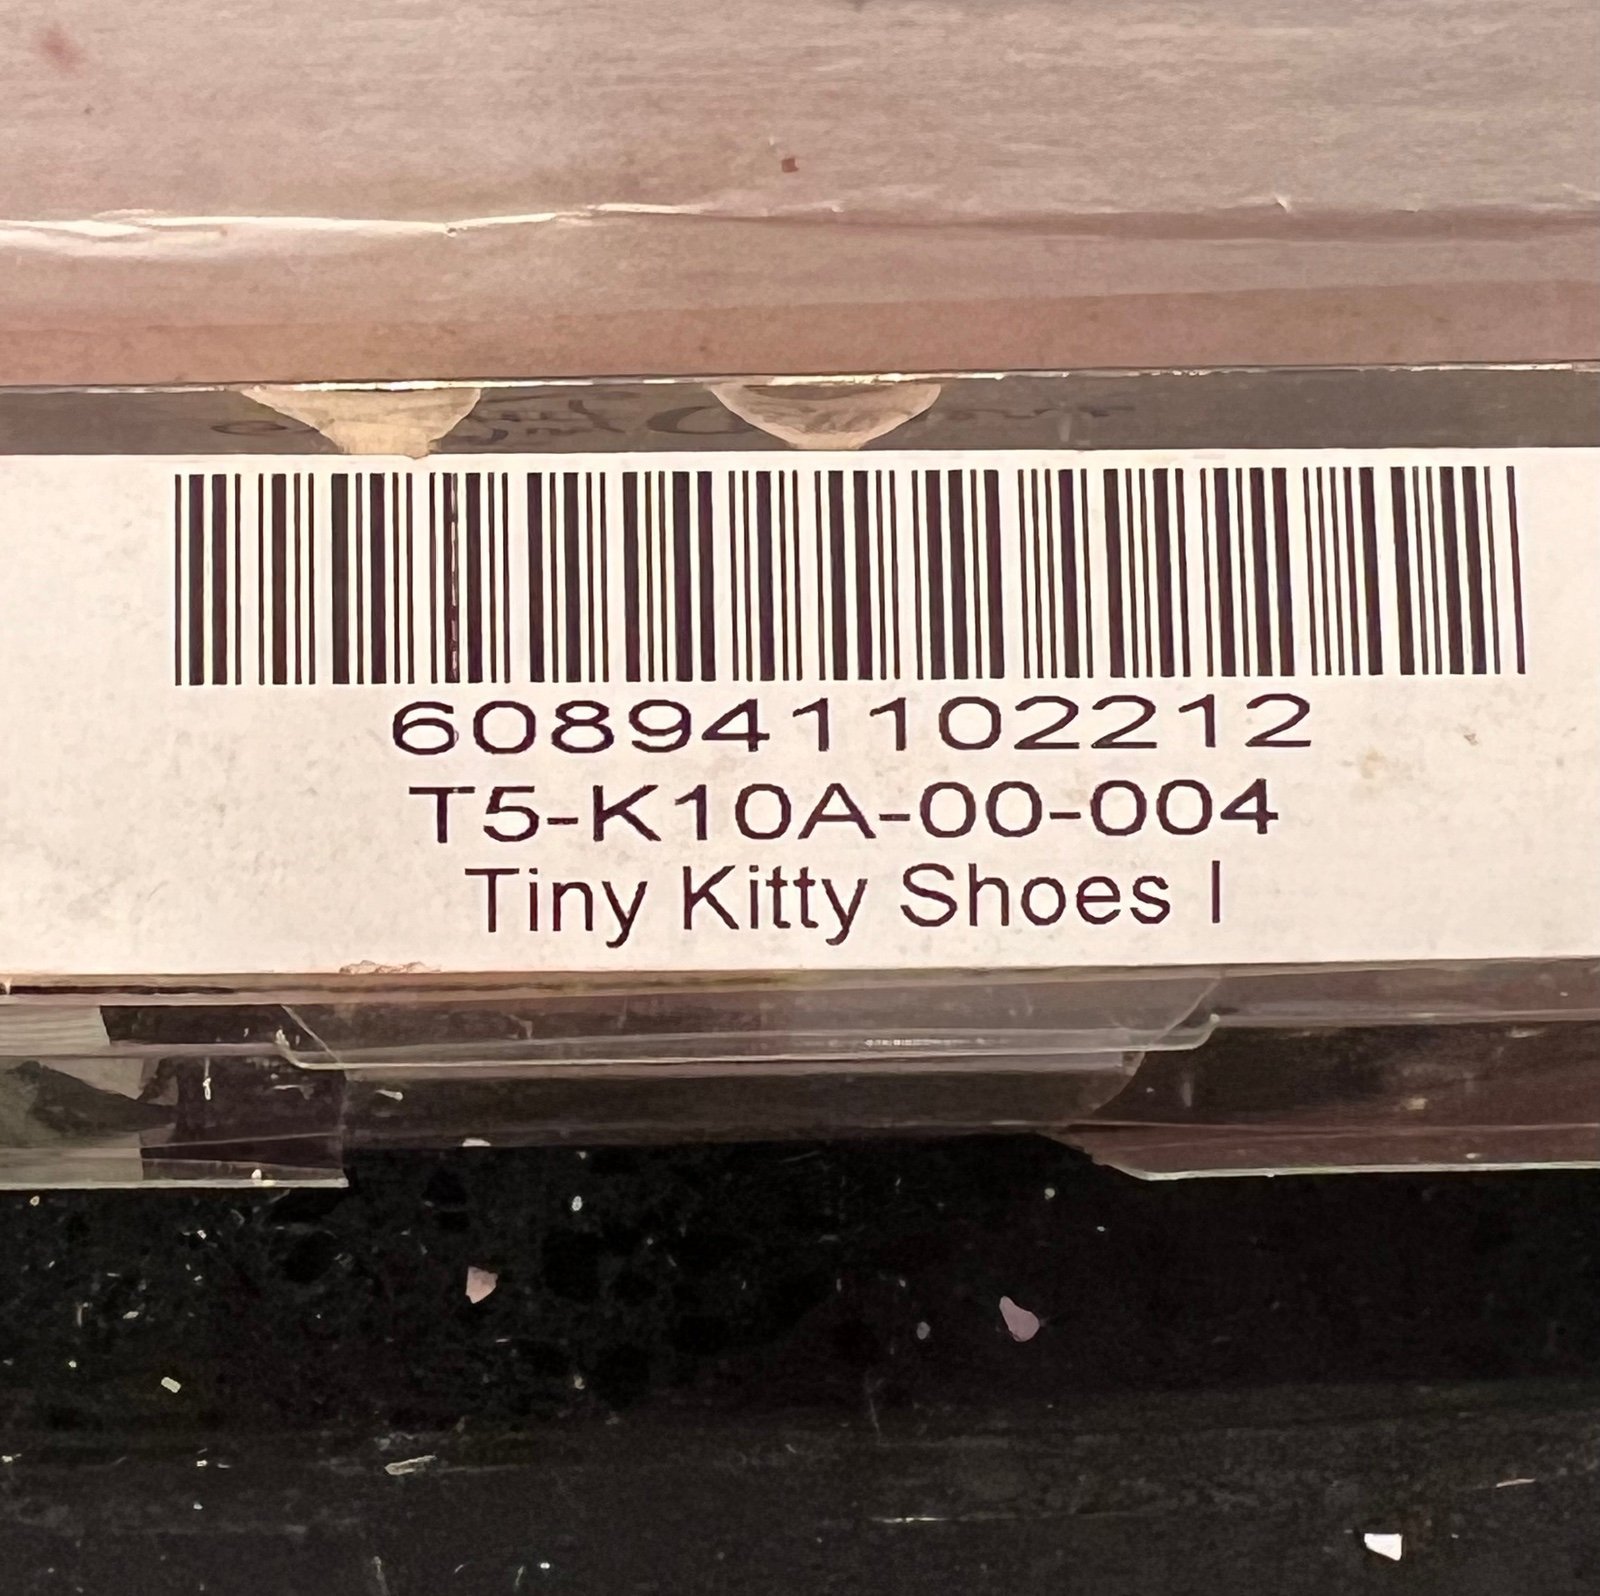 608941102212
T5-K10A-00-004
Tiny Kitty Shoes I